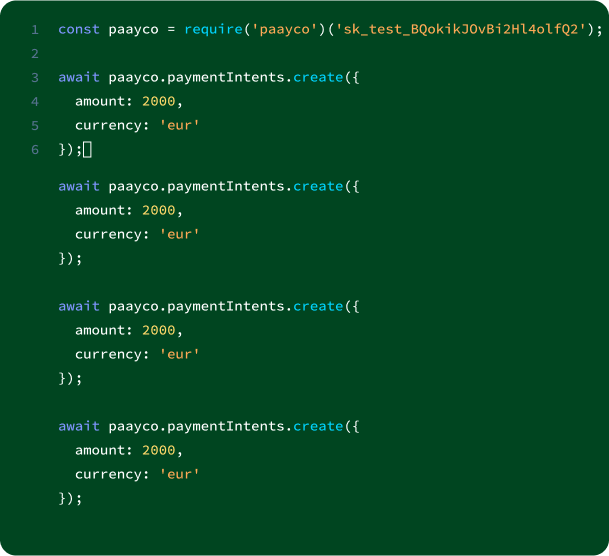 1 const paayco = require('paayco')('sk_test_BQokikJOvBi2Hl4olfQ2');
2
3 await paayco.paymentIntents.create({
4   amount: 2000,
5   currency: 'eur'
6 });
await paayco.paymentIntents.create({
  amount: 2000,
  currency: 'eur'
});
await paayco.paymentIntents.create({
  amount: 2000,
  currency: 'eur'
});
await paayco.paymentIntents.create({
  amount: 2000,
  currency: 'eur'
});